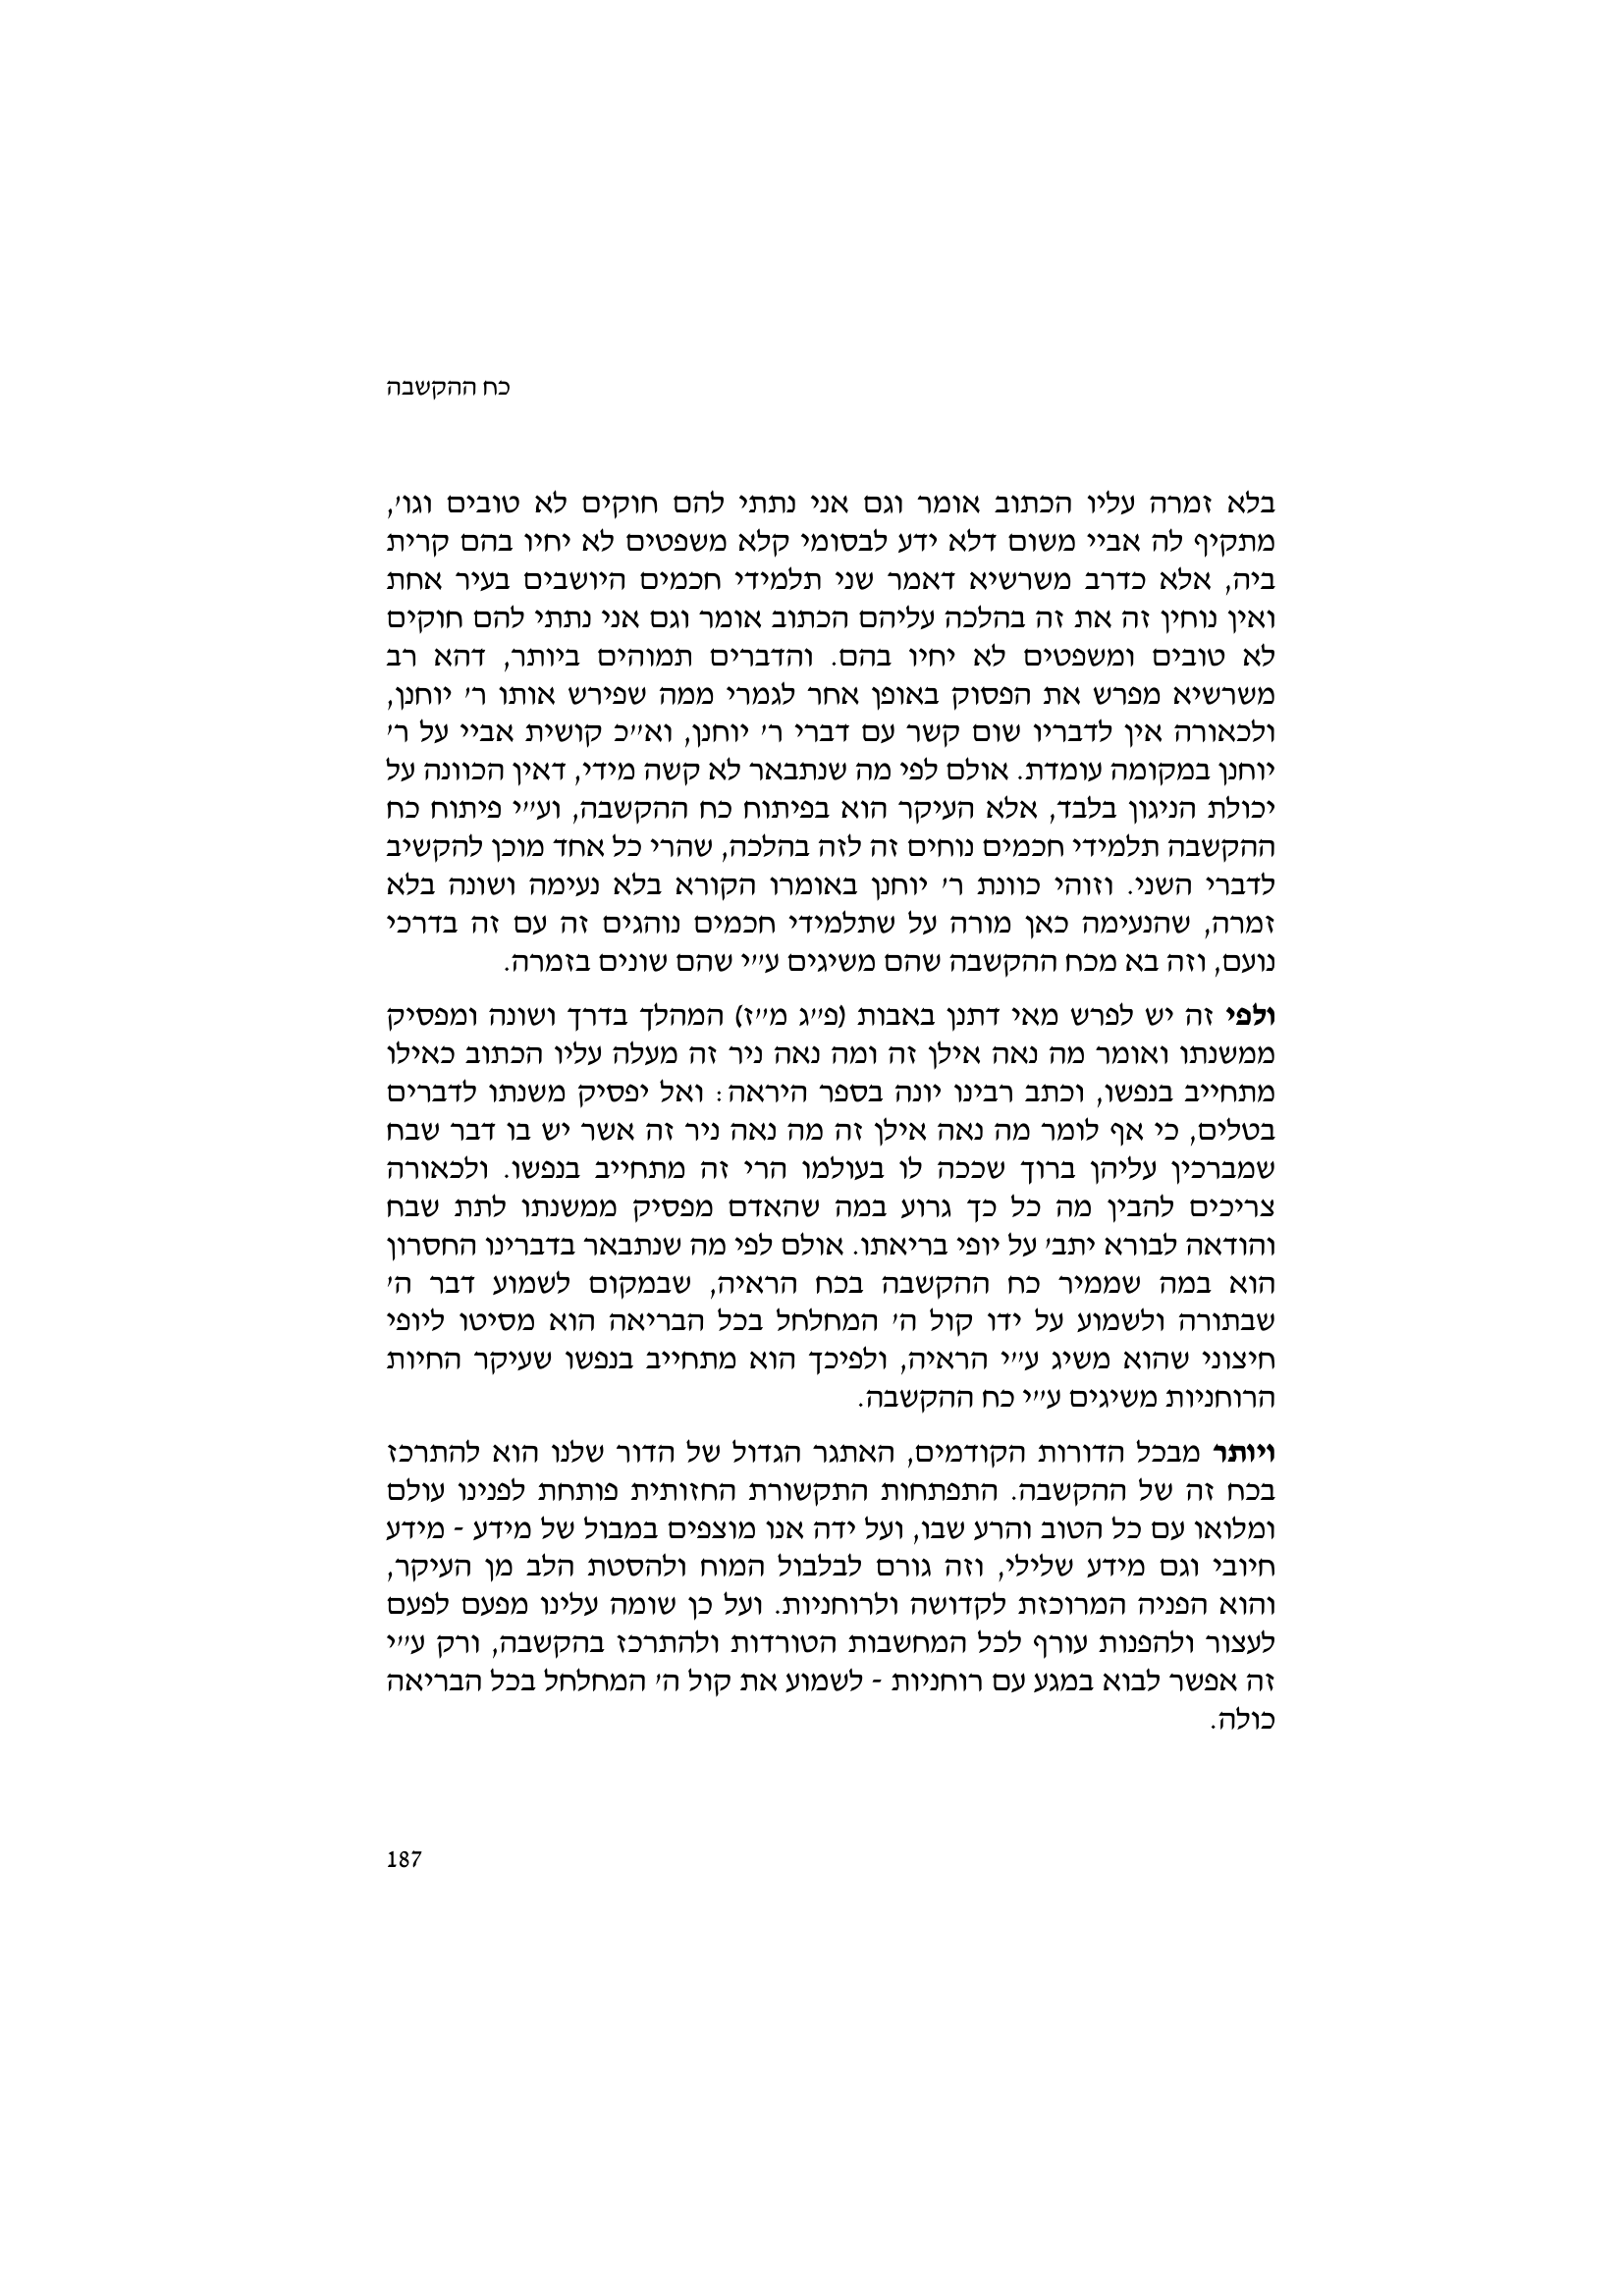 כח ההקשבה
בלא זמרה עליו הכתוב אומר וגם אני נתתי להם חוקים לא טובים וגו׳,
מתקיף לה אביי משום דלא ידע לבסומי קלא משפטים לא יחיו בהם קרית
ביה, אלא כדרב משרשיא דאמר שני תלמידי חכמים היושבים בעיר אחת
ואין נוחין זה את זה בהלכה עליהם הכתוב אומר וגם אני נתתי להם חוקים
לא טובים ומשפטים לא יחיו בהם. והדברים תמוהים ביותר, דהא רב
משרשיא מפרש את הפסוק באופן אחר לגמרי ממה שפירש אותו ר׳ יוחנן,
ולכאורה אין לדבריו שום קשר עם דברי ר׳ יוחנן, וא״כ קושית אביי על ר׳
יוחנן במקומה עומדת. אולם לפי מה שנתבאר לא קשה מידי, דאין הכוונה על
יכולת הניגון בלבד, אלא העיקר הוא בפיתוח כח ההקשבה, וע״י פיתוח כח
ההקשבה תלמידי חכמים נוחים זה לזה בהלכה, שהרי כל אחד מוכן להקשיב
לדברי השני. וזוהי כוונת ר׳ יוחנן באומרו הקורא בלא נעימה ושונה בלא
זמרה, שהנעימה כאן מורה על שתלמידי חכמים נוהגים זה עם זה בדרכי
נועם, וזה בא מכח ההקשבה שהם משיגים ע״י שהם שונים בזמרה.
ולפי זה יש לפרש מאי דתנן באבות (פ״ג מ״ז) המהלך בדרך ושונה ומפסיק
ממשנתו ואומר מה נאה אילן זה ומה נאה ניר זה מעלה עליו הכתוב כאילו
מתחייב בנפשו, וכתב רבינו יונה בספר היראה: ואל יפסיק משנתו לדברים
בטלים, כי אף לומר מה נאה אילן זה מה נאה ניר זה אשר יש בו דבר שבח
שמברכין עליהן ברוך שככה לו בעולמו הרי זה מתחייב בנפשו. ולכאורה
צריכים להבין מה כל כך גרוע במה שהאדם מפסיק ממשנתו לתת שבח
והודאה לבורא יתב׳ על יופי בריאתו. אולם לפי מה שנתבאר בדברינו החסרון
הוא במה שממיר כח ההקשבה בכח הראיה, שבמקום לשמוע דבר ה׳
שבתורה ולשמוע על ידו קול ה׳ המחלחל בכל הבריאה הוא מסיטו ליופי
חיצוני שהוא משיג ע״י הראיה, ולפיכך הוא מתחייב בנפשו שעיקר החיות
הרוחניות משיגים ע״י כח ההקשבה.
ויותר מבכל הדורות הקודמים, האתגר הגדול של הדור שלנו הוא להתרכז
בכח זה של ההקשבה. התפתחות התקשורת החזותית פותחת לפנינו עולם
ומלואו עם כל הטוב והרע שבו, ועל ידה אנו מוצפים במבול של מידע - מידע
חיובי וגם מידע שלילי, וזה גורם לבלבול המוח ולהסטת הלב מן העיקר,
והוא הפניה המרוכזת לקדושה ולרוחניות. ועל כן שומה עלינו מפעם לפעם
לעצור ולהפנות עורף לכל המחשבות הטורדות ולהתרכז בהקשבה, ורק ע״י
זה אפשר לבוא במגע עם רוחניות - לשמוע את קול ה׳ המחלחל בכל הבריאה
כולה.
187